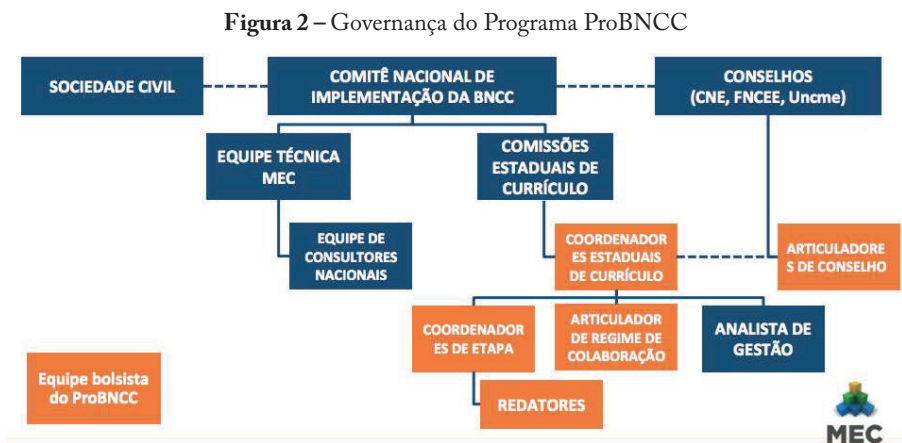 Figura 2 – Governança do Programa ProBNCC
SOCIEDADE CIVIL
COMITÊ NACIONAL DE
IMPLEMENTAÇÃO DA BNCC
CONSELHOS
(CNE, FNCEE, Uncme)
EQUIPE TÉCNICA
MEC
COMISSÕES
ESTADUAIS DE
CURRÍCULO
EQUIPE DE
CONSULTORES
NACIONAIS
COORDENADOR
ES ESTADUAIS
DE CURRÍCULO
ARTICULADORE
S DE CONSELHO
COORDENADOR
ES DE ETAPA
ARTICULADOR
DE REGIME DE
COLABORAÇÃO
ANALISTA DE
GESTÃO
Equipe bolsista
do ProBNCC
REDATORES
MEC